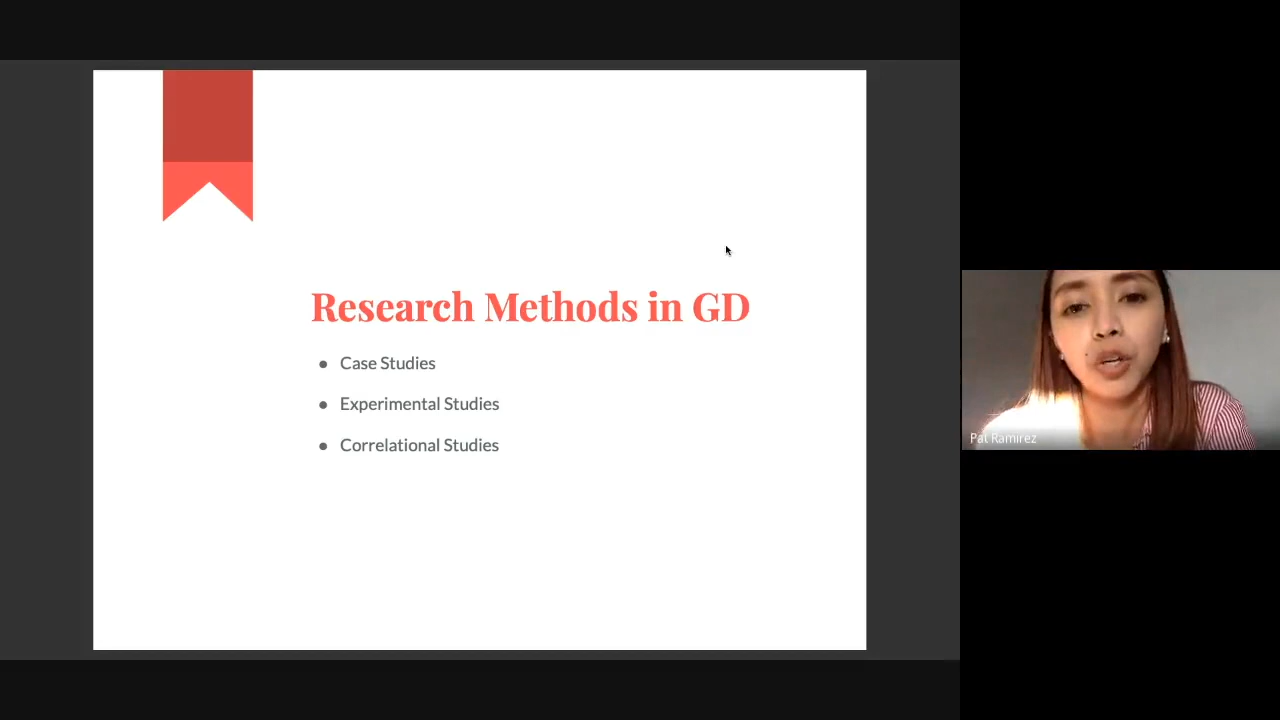 Research Methods in GD
● Case Studies
● Experimental Studies
● Correlational Studies
Pat Ramirez